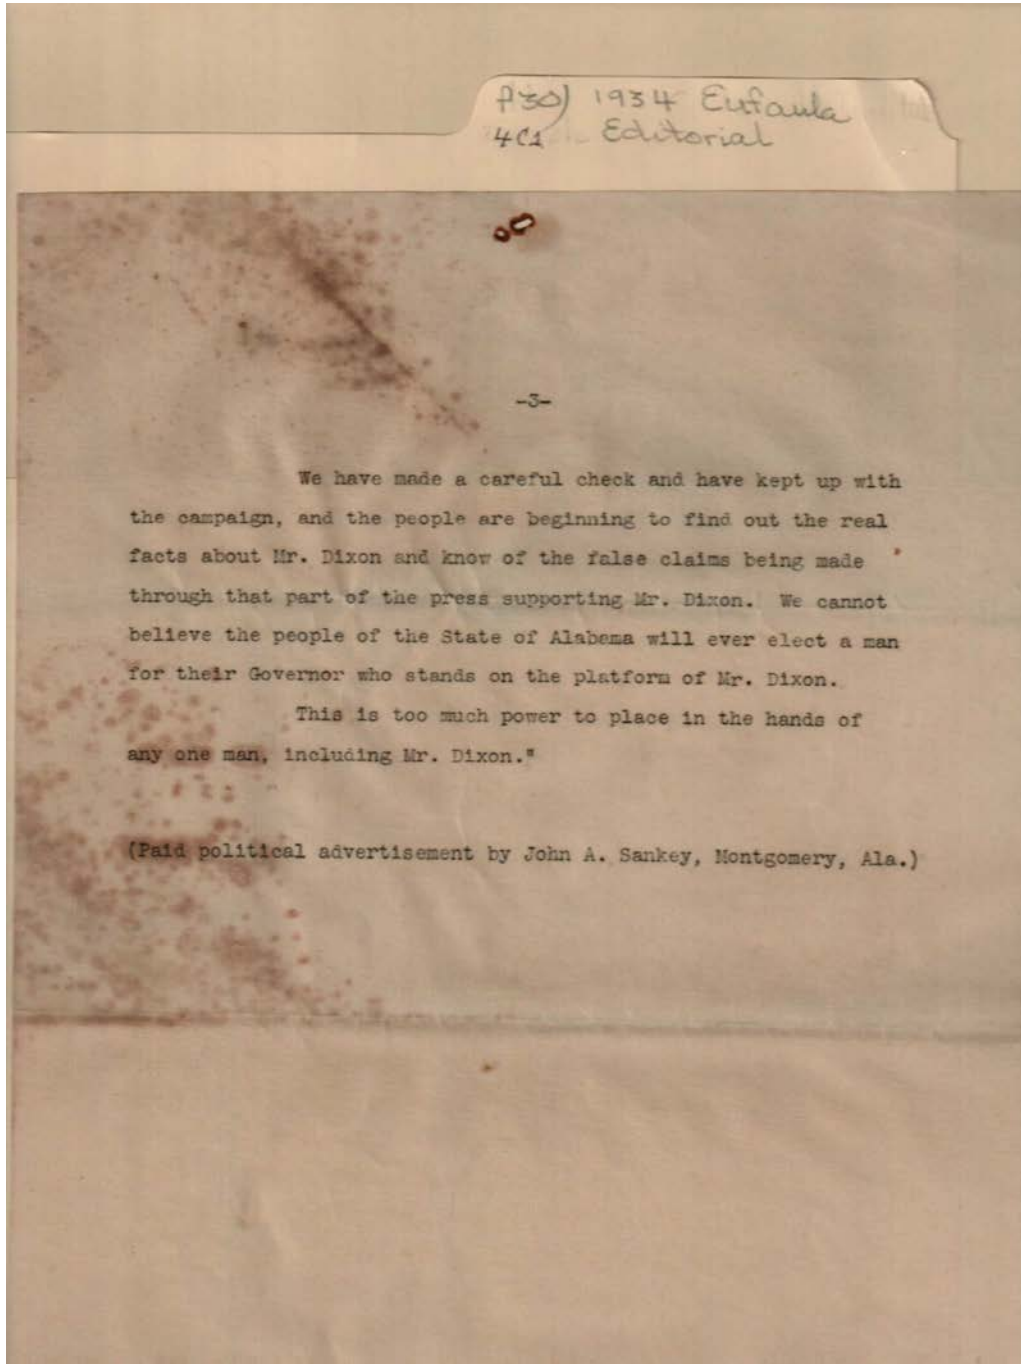 P30) 1934 Eufaula
4C1 Editorial
-3-
We have made a careful check and have kept up with
the campaign, and the people are beginning to find out the real
facts about Mr. Dixon and know of the false claims being made
through that part of the press supporting Mr. Dixon. We cannot
believe the people of the State of Alabama will ever elect a man
for their Governor who stands on the platform of Mr. Dixon.
This is too much power to place in the hands of
any one man, including Mr. Dixon."
(Paid political advertisement by John A. Sankey, Montgomery, Ala.)